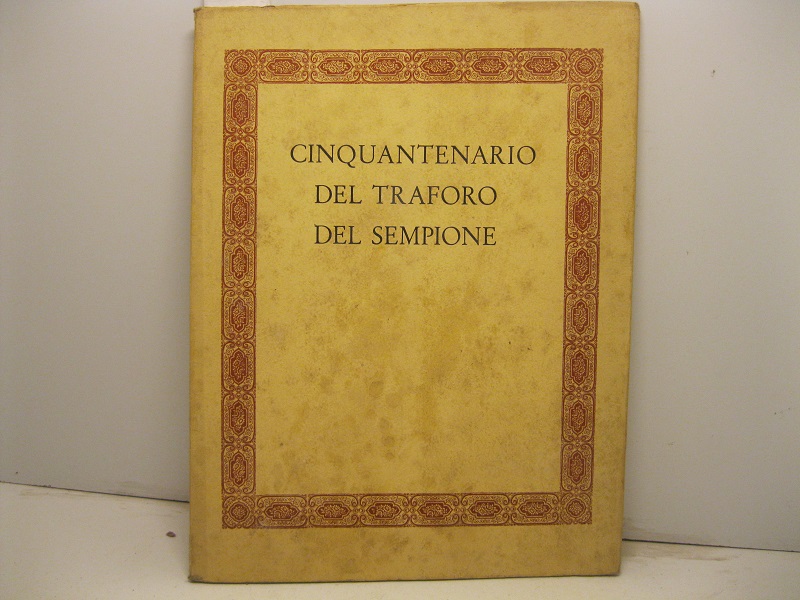 CINQUANTENARIO
DEL TRAFORO
DEL SEMPIONE